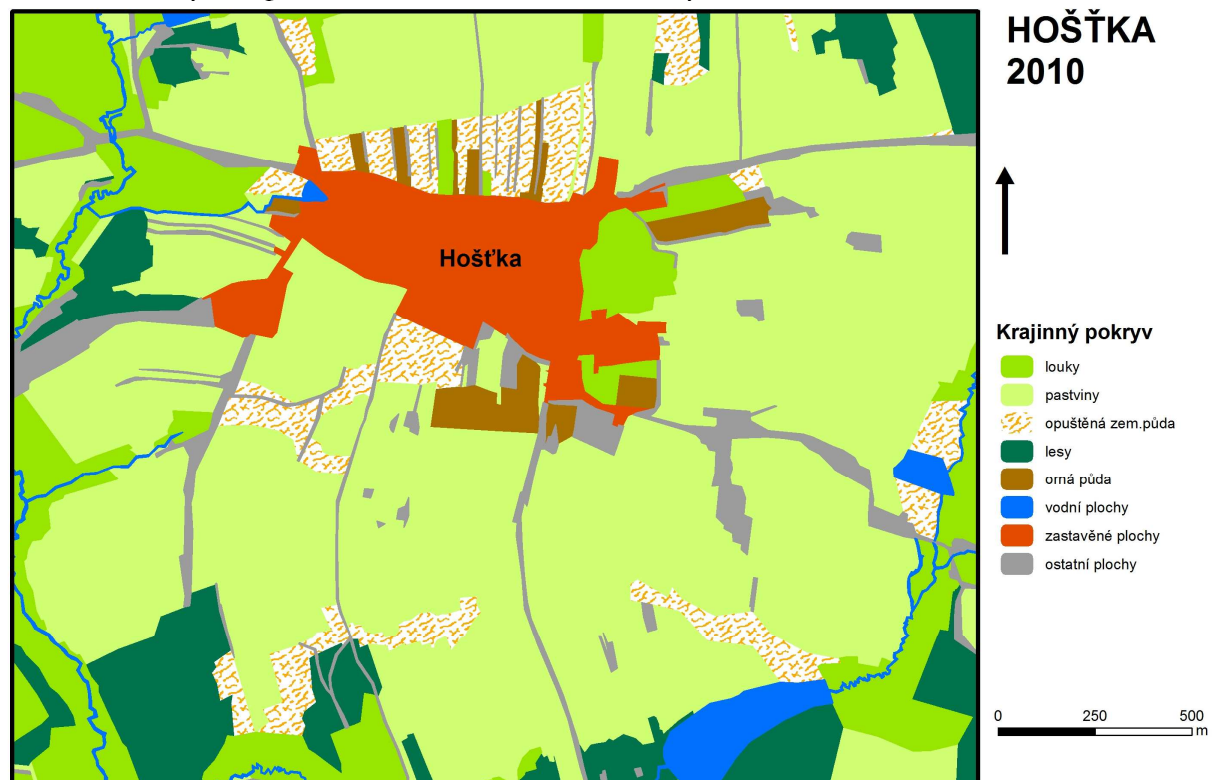 HOŠŤKA
2010
Hošťka
Krajinný pokryv
louky
pastviny
opuštěná zem.půda
lesy
orná půda
vodní plochy
zastavěné plochy
ostatní plochy
0 250 500
m